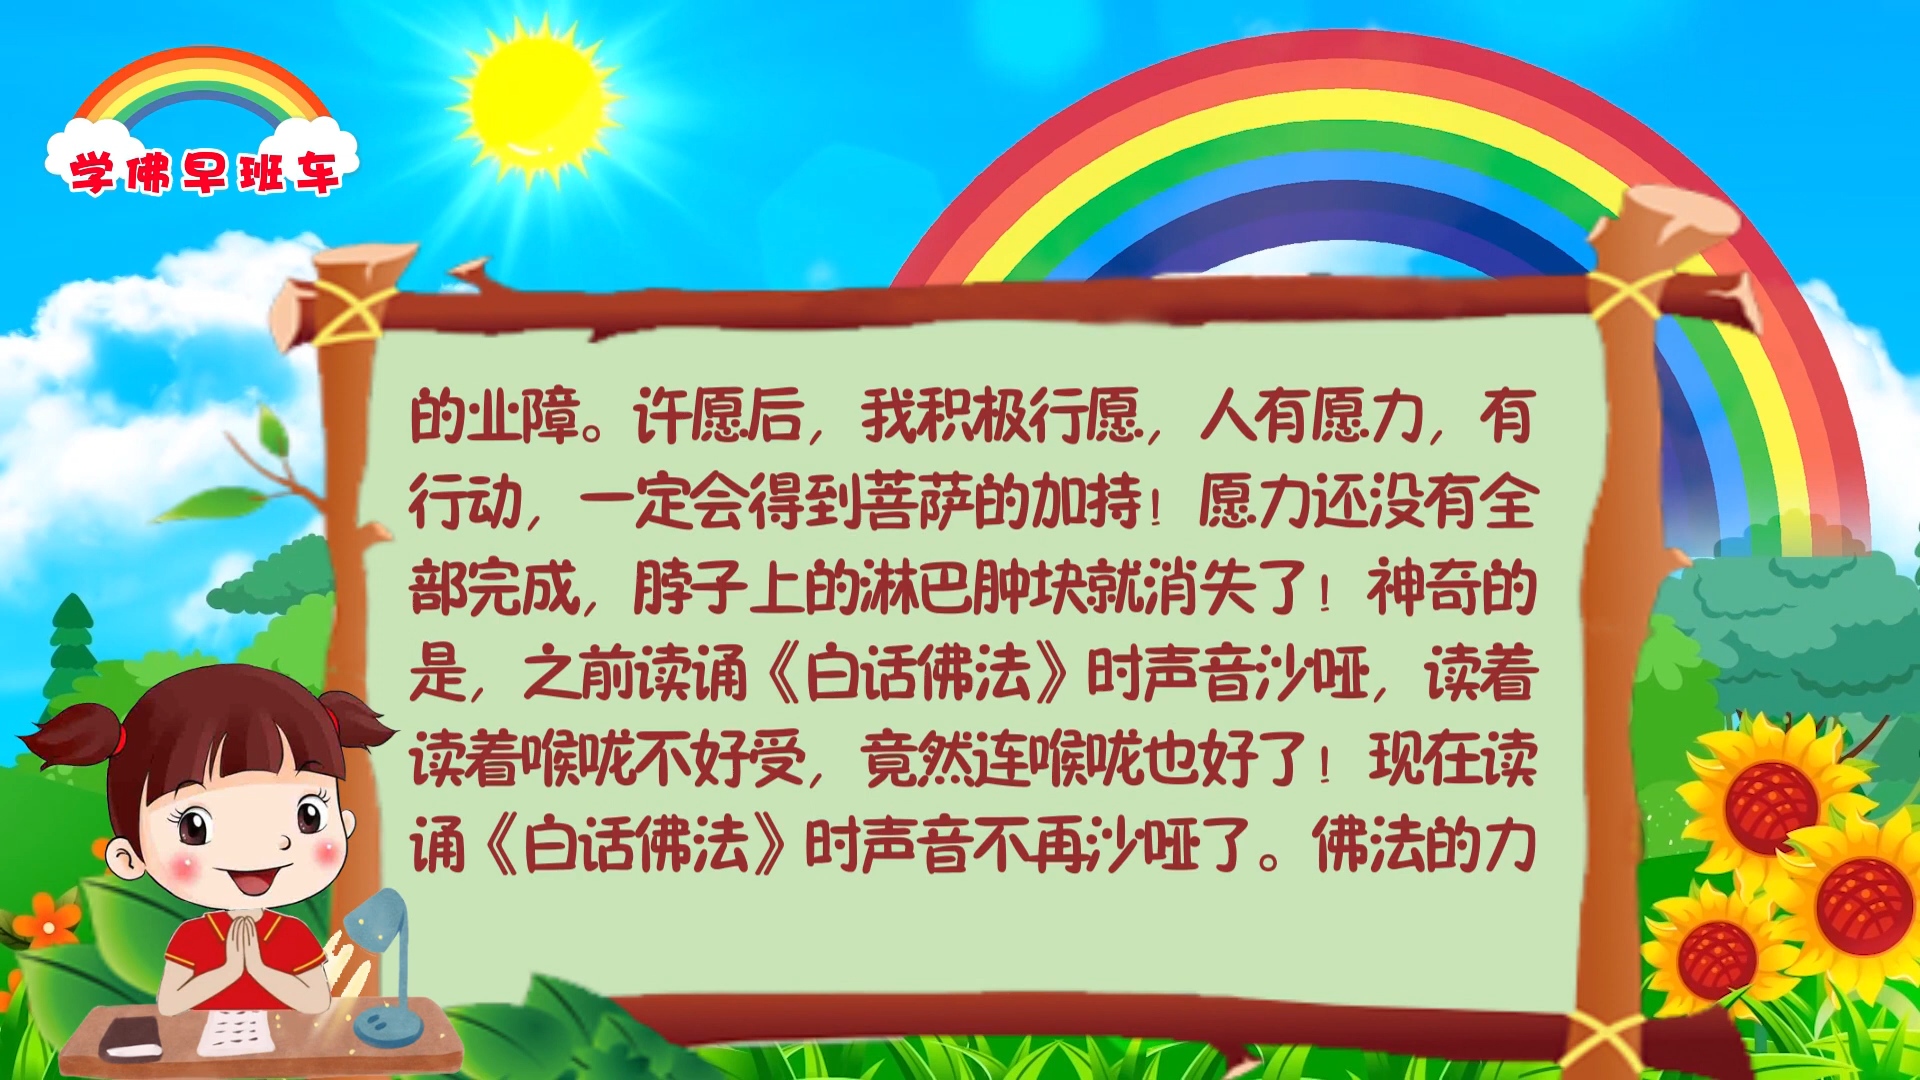 学佛早班车
的业障。许愿后，我积极行愿，人有愿力，有
行动，一定会得到菩萨的加持！愿力还没有全
部完成，脖子上的淋巴肿块就消失了！神奇的
是，之前读诵《白话佛法》时声音沙哑，读着
读着喉咙不好受，竟然连喉咙也好了！现在读
诵《白话佛法》时声音不再沙哑了。佛法的力